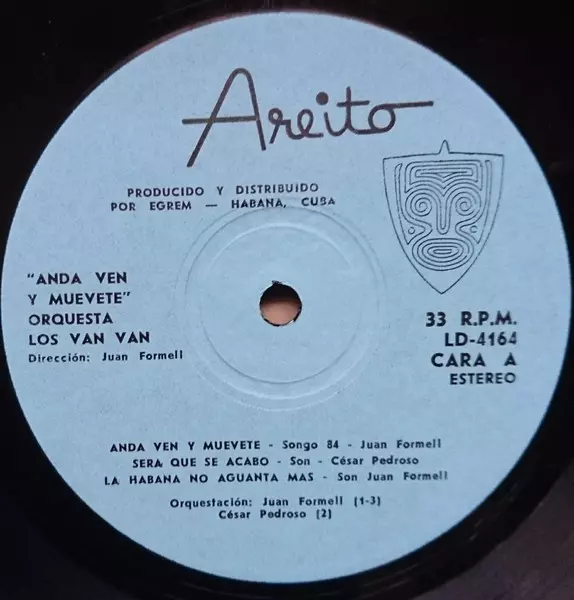 Areito
PRODUCIDO Y DISTRIBUIDO
POR EGREM — HABANA, CUBA
"ANDA VEN
Y MUEVETE"
ORQUESTA
LOS VAN VAN
Dirección: Juan Formell
33 R.P.M.
LD-4164
CARA A
ESTEREO
ANDA VEN Y MUEVETE - Songo 84 - Juan Formell
SERA QUE SE ACABO - Son - César Pedroso
LA HABANA NO AGUANTA MAS - Son Juan Formell
Orquestación: Juan Formell (1-3)
César Pedroso (2)